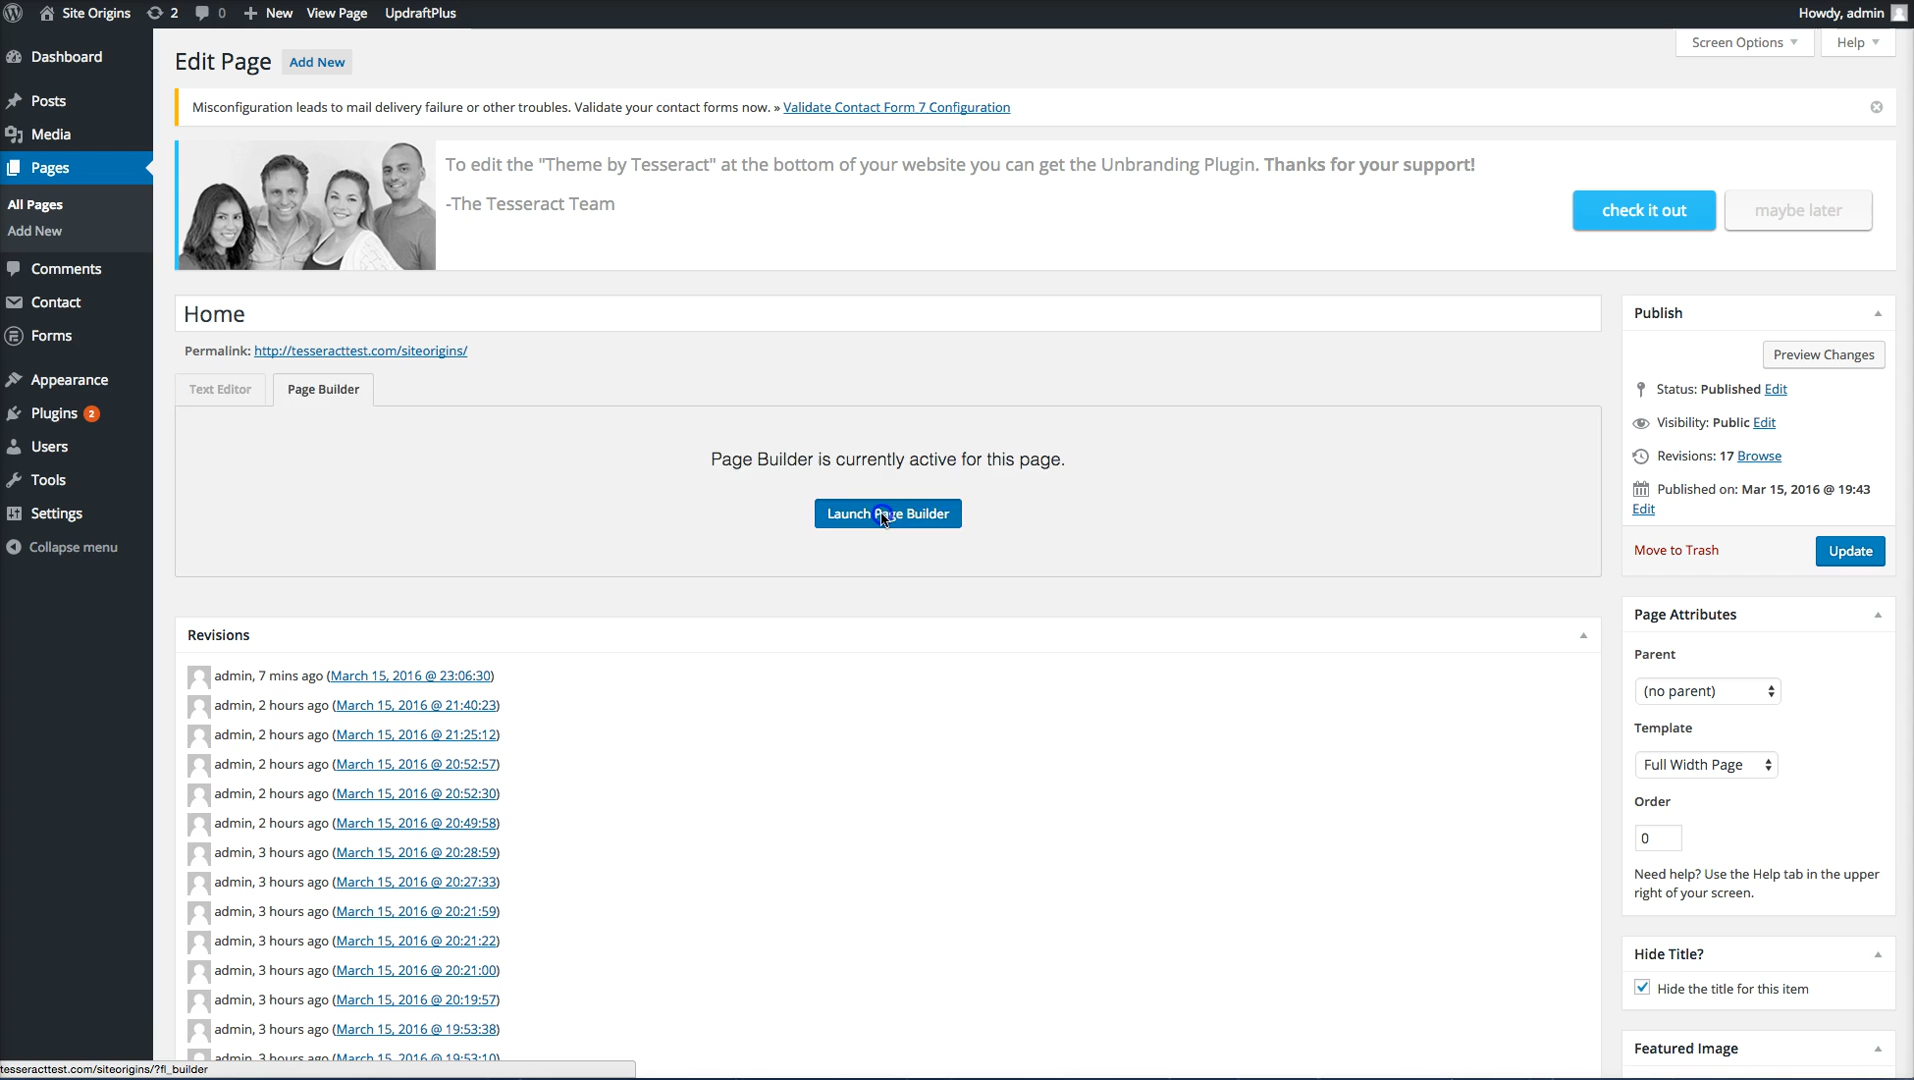 Site Origins 2 0 New View Page UpdraftPlus Howdy, admin
Dashboard
Posts
Media
Pages
All Pages
Add New
Comments
Contact
Forms
Appearance
Plugins 2
Users
Tools
Settings
Collapse menu
Screen Options Help
Edit Page Add New
Misconfiguration leads to mail delivery failure or other troubles. Validate your contact forms now. » Validate Contact Form 7 Configuration
To edit the "Theme by Tesseract" at the bottom of your website you can get the Unbranding Plugin. Thanks for your support!
-The Tesseract Team
check it out maybe later
Home
Permalink: http://tesseracttest.com/siteorigins/
Text Editor Page Builder
Page Builder is currently active for this page.
Launch Page Builder
Revisions
admin, 7 mins ago (March 15, 2016 @ 23:06:30)
admin, 2 hours ago (March 15, 2016 @ 21:40:23)
admin, 2 hours ago (March 15, 2016 @ 21:25:12)
admin, 2 hours ago (March 15, 2016 @ 20:52:57)
admin, 2 hours ago (March 15, 2016 @ 20:52:30)
admin, 2 hours ago (March 15, 2016 @ 20:49:58)
admin, 3 hours ago (March 15, 2016 @ 20:28:59)
admin, 3 hours ago (March 15, 2016 @ 20:27:33)
admin, 3 hours ago (March 15, 2016 @ 20:21:59)
admin, 3 hours ago (March 15, 2016 @ 20:21:22)
admin, 3 hours ago (March 15, 2016 @ 20:21:00)
admin, 3 hours ago (March 15, 2016 @ 20:19:57)
admin, 3 hours ago (March 15, 2016 @ 19:53:38)
admin, 3 hours ago (March 15, 2016 @ 19:53:10)
Publish
Preview Changes
Status: Published Edit
Visibility: Public Edit
Revisions: 17 Browse
Published on: Mar 15, 2016 @ 19:43
Edit
Move to Trash Update
Page Attributes
Parent
(no parent)
Template
Full Width Page
Order
0
Need help? Use the Help tab in the upper
right of your screen.
Hide Title?
Hide the title for this item
Featured Image
tesseracttest.com/siteorigins/?fl_builder